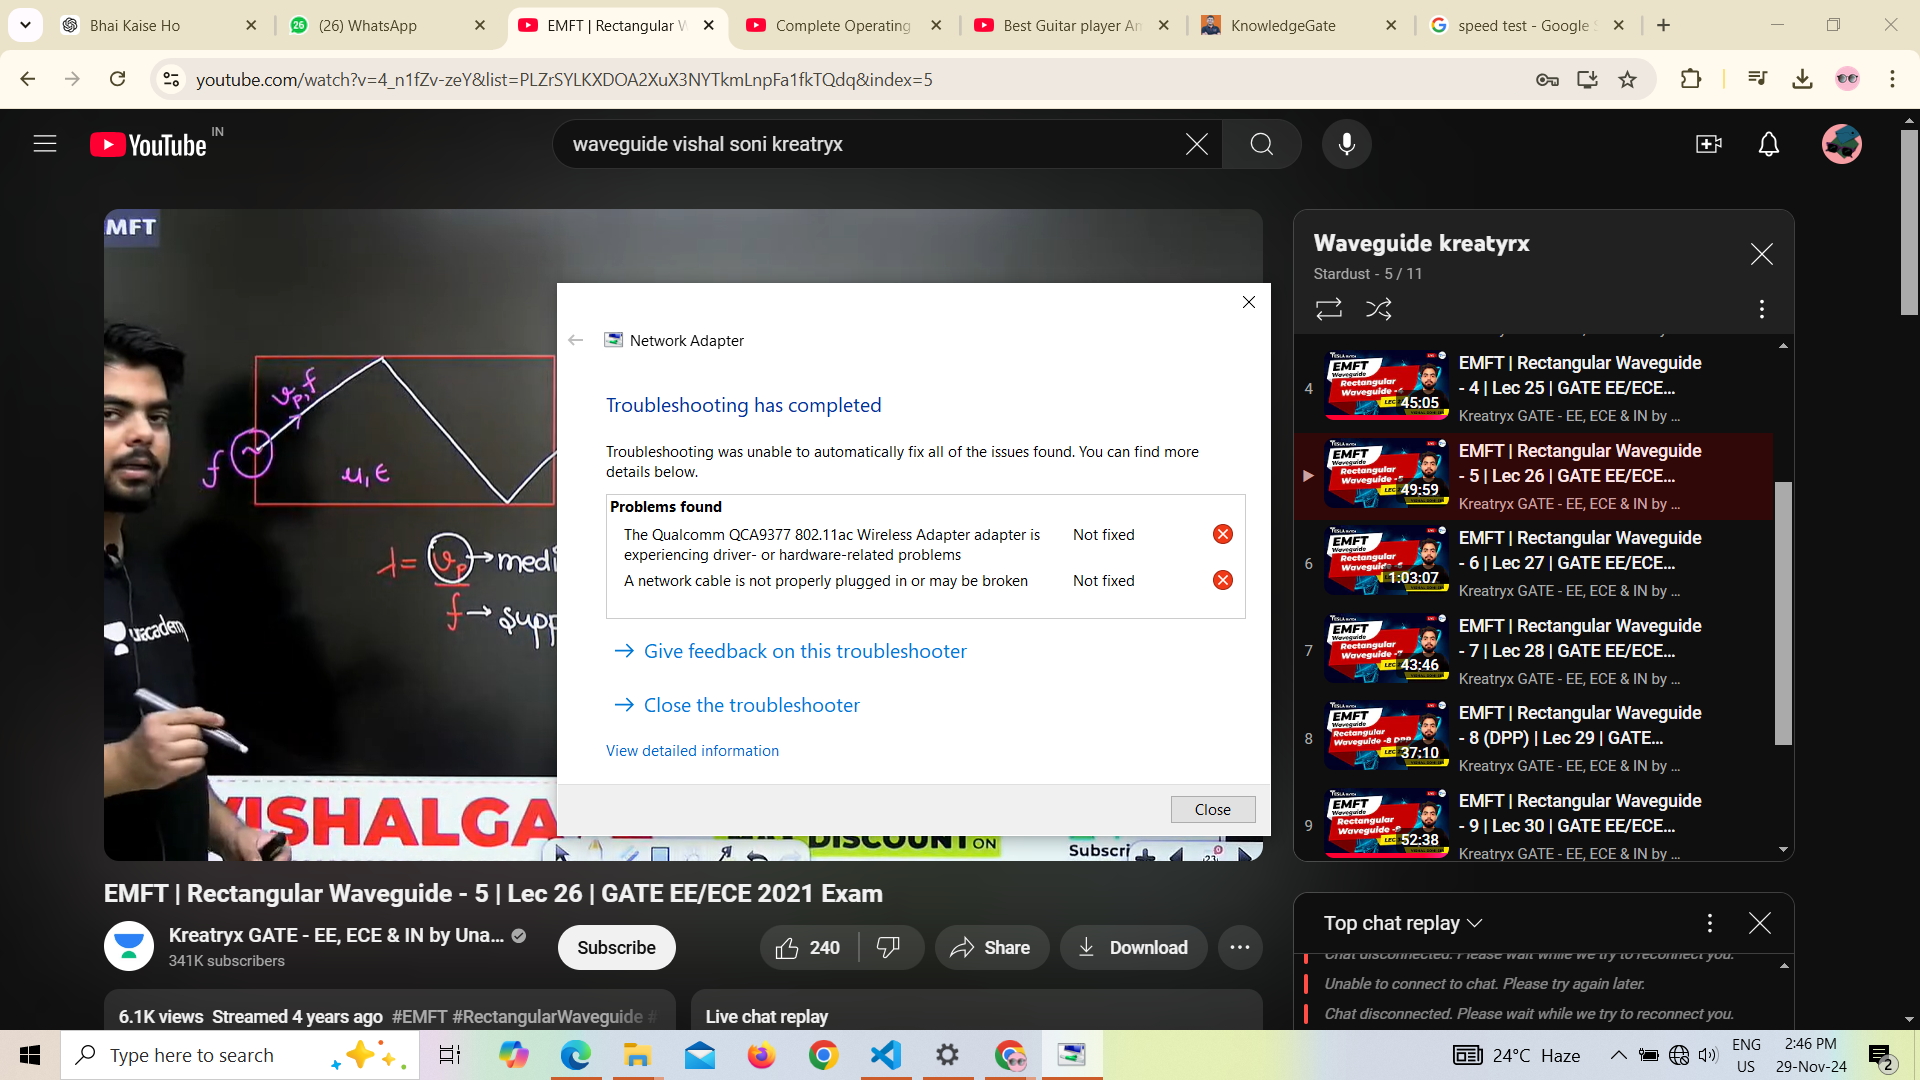 Bhai Kaise Ho
(26) WhatsApp
EMFT | Rectangular W
Complete Operating
Best Guitar player Am
KnowledgeGate
speed test - Google S
youtube.com/watch?v=4_n1fZv-zeY&list=PLZrSYLKXDOA2XuX3NYTkmLnpFa1fkTQdq&index=5
YouTube IN
waveguide vishal soni kreatryx
EMFT
Waveguide kreatyrx
Stardust - 5 / 11
Network Adapter
Troubleshooting has completed
Troubleshooting was unable to automatically fix all of the issues found. You can find more
details below.
Problems found
The Qualcomm QCA9377 802.11ac Wireless Adapter adapter is Not fixed
experiencing driver- or hardware-related problems
A network cable is not properly plugged in or may be broken Not fixed
Give feedback on this troubleshooter
Close the troubleshooter
View detailed information
Close
vp, f
f
μ, ε
λ = vp → medi
f → supp
unacademy
VISHALGA
DISCOUNT ON
Subscri
23
4
EMFT | Rectangular Waveguide
- 4 | Lec 25 | GATE EE/ECE...
Kreatryx GATE - EE, ECE & IN by ...
45:05
EMFT | Rectangular Waveguide
- 5 | Lec 26 | GATE EE/ECE...
Kreatryx GATE - EE, ECE & IN by ...
49:59
6
EMFT | Rectangular Waveguide
- 6 | Lec 27 | GATE EE/ECE...
Kreatryx GATE - EE, ECE & IN by ...
1:03:07
7
EMFT | Rectangular Waveguide
- 7 | Lec 28 | GATE EE/ECE...
Kreatryx GATE - EE, ECE & IN by ...
43:46
8
EMFT | Rectangular Waveguide
- 8 (DPP) | Lec 29 | GATE...
Kreatryx GATE - EE, ECE & IN by ...
37:10
9
EMFT | Rectangular Waveguide
- 9 | Lec 30 | GATE EE/ECE...
Kreatryx GATE - EE, ECE & IN by ...
52:38
EMFT | Rectangular Waveguide - 5 | Lec 26 | GATE EE/ECE 2021 Exam
Kreatryx GATE - EE, ECE & IN by Una...
341K subscribers
Subscribe
240
Share
Download
6.1K views Streamed 4 years ago #EMFT #RectangularWaveguide #
Live chat replay
Top chat replay
Chat disconnected. Please wait while we try to reconnect you.
Unable to connect to chat. Please try again later.
Chat disconnected. Please wait while we try to reconnect you.
Type here to search
24°C Haze
ENG
US
2:46 PM
29-Nov-24
2